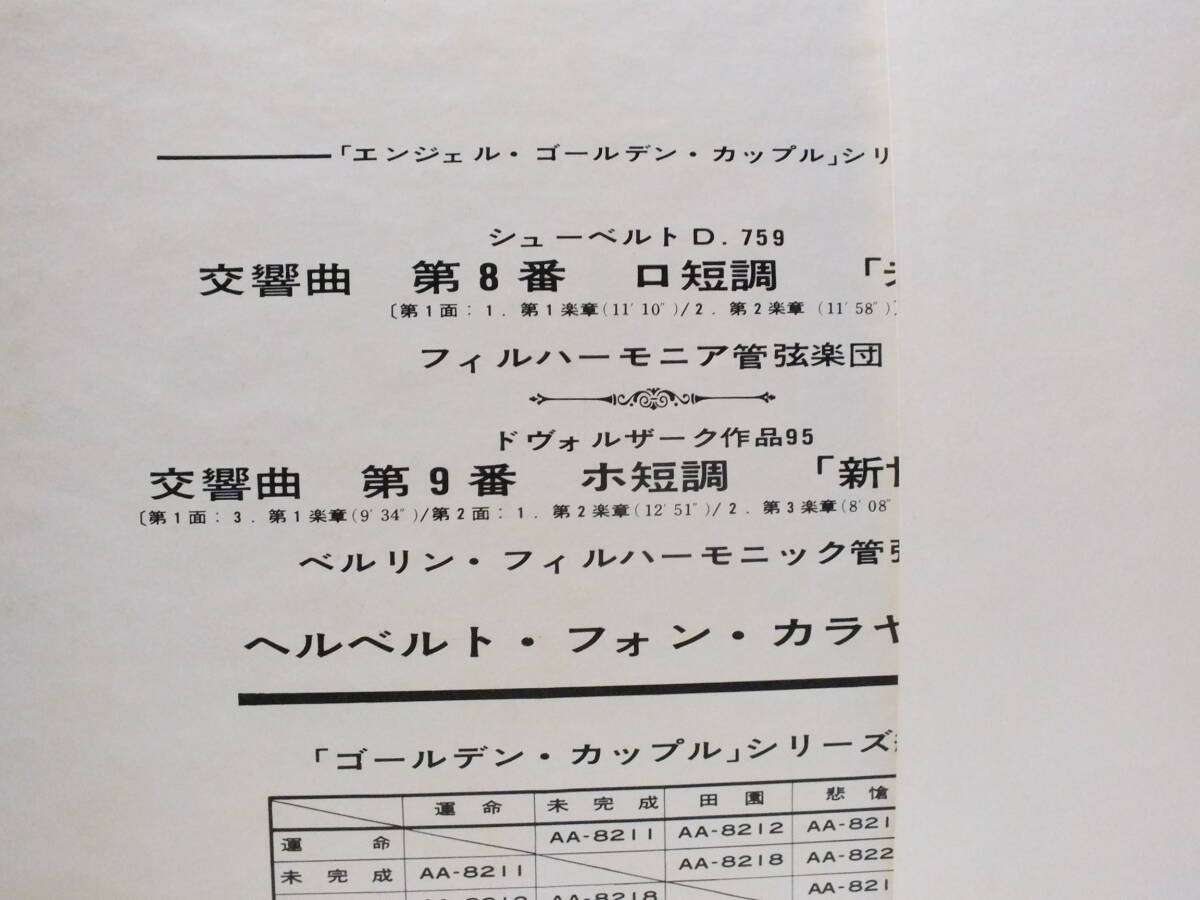 「エンジェル・ゴールデン・カップル」シリ
シューベルト D. 759
交響曲 第8番 ロ短調 「
〔第1面：1. 第1楽章(11′10″)/2. 第2楽章 (11′58″)〕
フィルハーモニア管弦楽団
ドヴォルザーク作品95
交響曲 第9番 ホ短調 「新世
〔第1面：3. 第1楽章(9′34″)/第2面：1. 第2楽章(12′51″)/2. 第3楽章(8′08″
ベルリン・フィルハーモニック管弦
ヘルベルト・フォン・カラヤ
「ゴールデン・カップル」シリーズ
運命 未完成 田園 悲愴
運命 AA-8211 AA-8212 AA-821
未完成 AA-8211 AA-8218 AA-822
AA-8218 AA-821